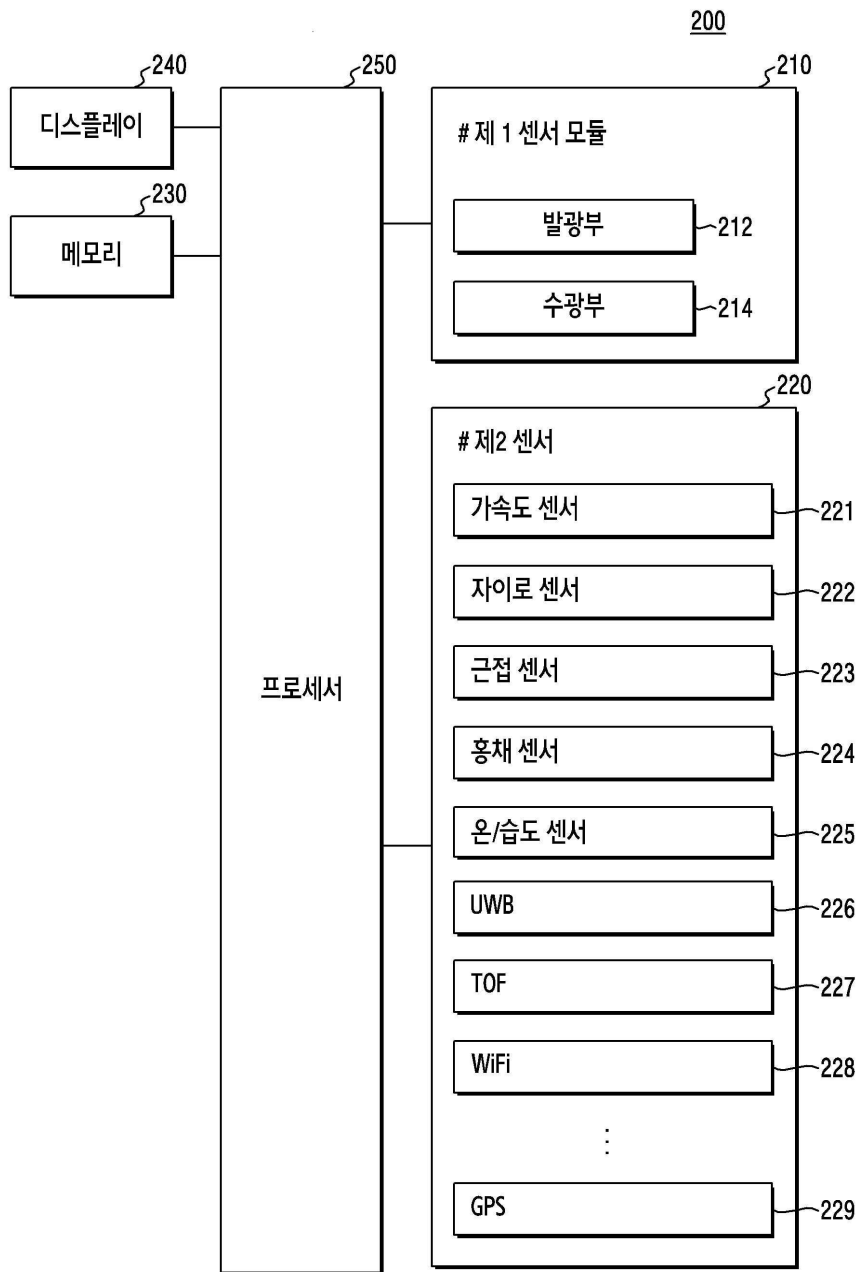 200
240
250
210
디스플레이
# 제 1 센서 모듈
230
발광부
212
메모리
수광부
214
220
# 제2 센서
가속도 센서
221
자이로 센서
222
근접 센서
223
프로세서
홍채 센서
224
온/습도 센서
225
UWB
226
TOF
227
WiFi
228
⋮
GPS
229